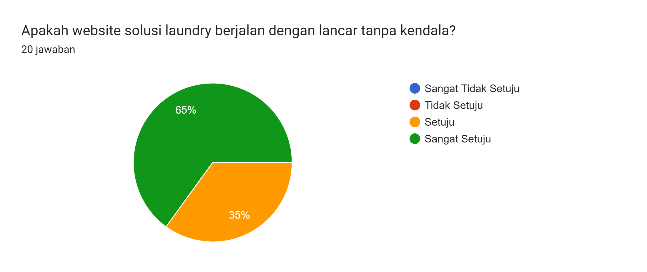 Apakah website solusi laundry berjalan dengan lancar tanpa kendala?
20 jawaban
65%
35%
Sangat Tidak Setuju
Tidak Setuju
Setuju
Sangat Setuju